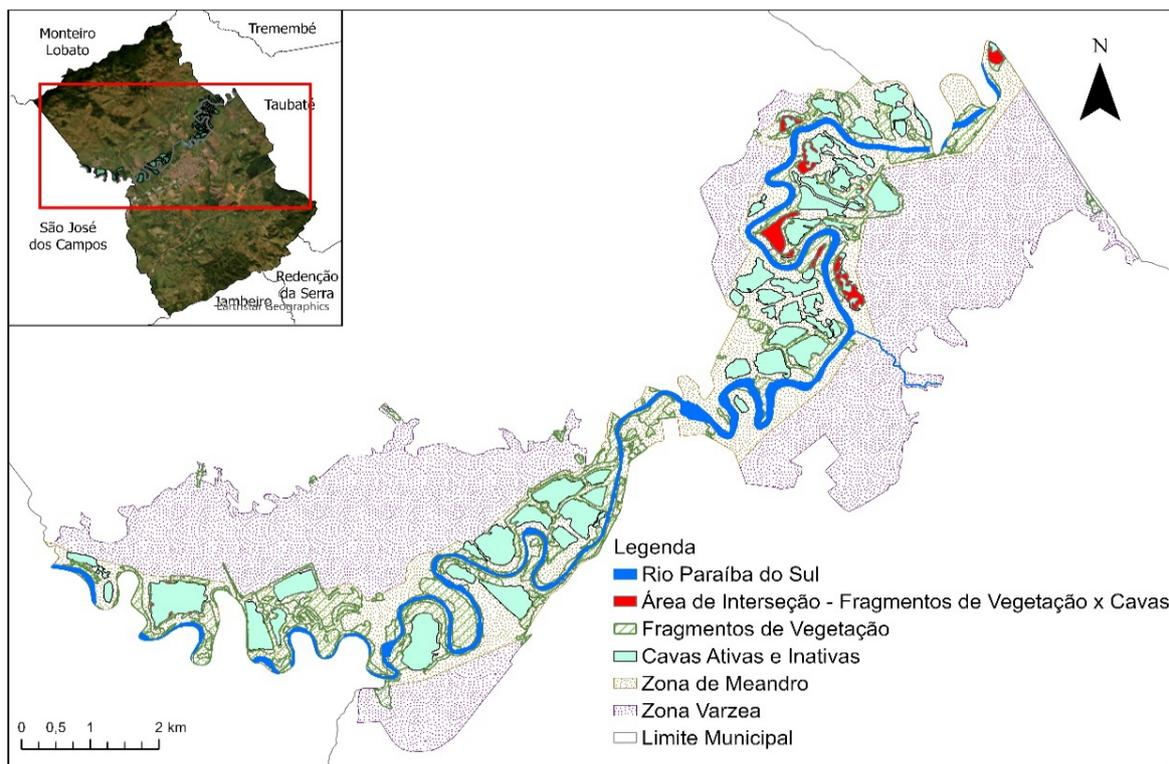 Monteiro
Lobato
Tremembé
Taubaté
São José
dos Campos
Redenção
da Serra
Jambeiro
Earthstar Geographics
N
Legenda
Rio Paraíba do Sul
Área de Interseção - Fragmentos de Vegetação x Cavas
Fragmentos de Vegetação
Cavas Ativas e Inativas
Zona de Meandro
Zona Varzea
Limite Municipal
0 0,5 1 2 km